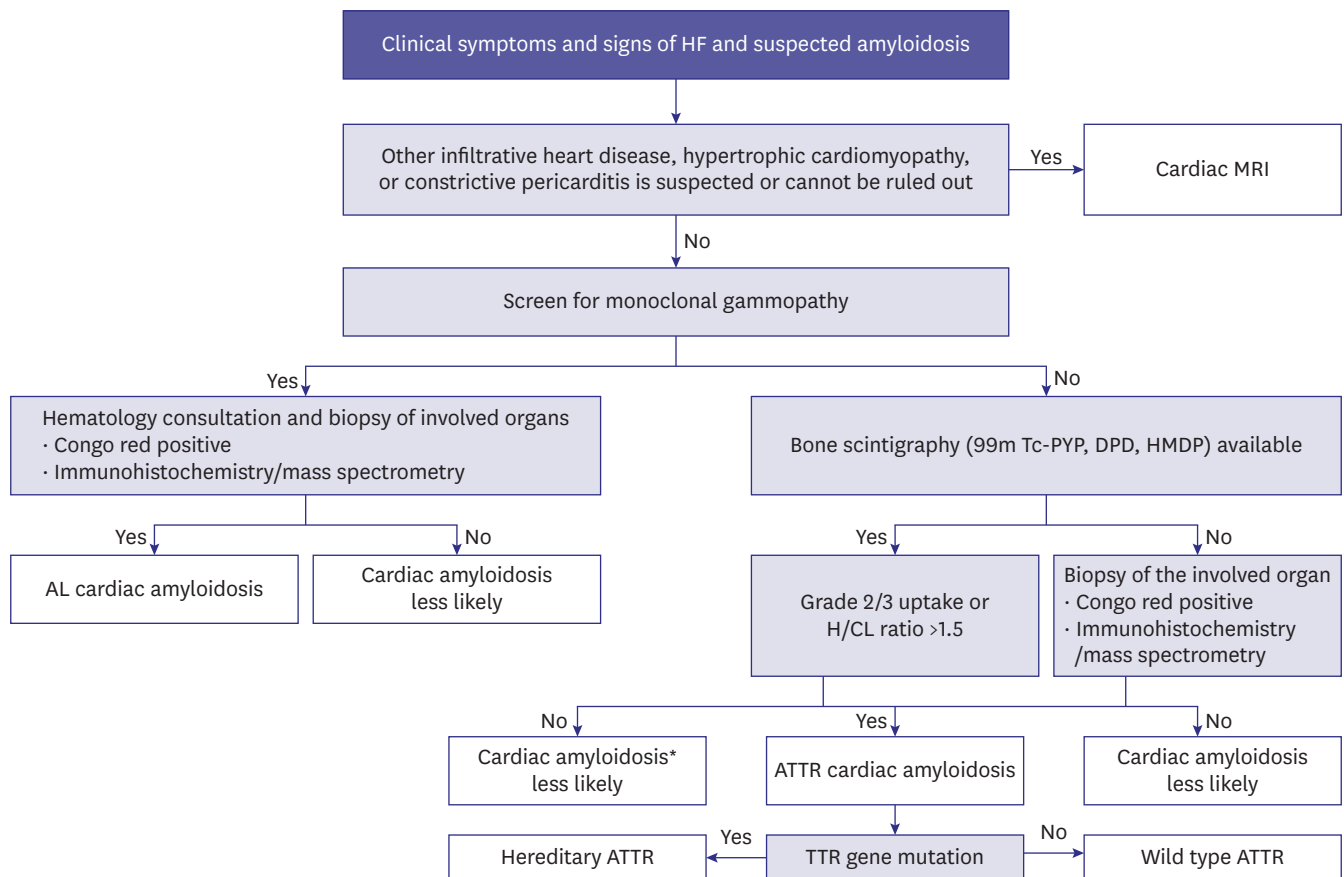 Clinical symptoms and signs of HF and suspected amyloidosis
Other infiltrative heart disease, hypertrophic cardiomyopathy,
or constrictive pericarditis is suspected or cannot be ruled out
Yes
Cardiac MRI
No
Screen for monoclonal gammopathy
Yes
No
Hematology consultation and biopsy of involved organs
· Congo red positive
· Immunohistochemistry/mass spectrometry
Bone scintigraphy (99m Tc-PYP, DPD, HMDP) available
Yes
No
Yes
No
AL cardiac amyloidosis
Cardiac amyloidosis
less likely
Grade 2/3 uptake or
H/CL ratio >1.5
Biopsy of the involved organ
· Congo red positive
· Immunohistochemistry
/mass spectrometry
No
Yes
No
Cardiac amyloidosis*
less likely
ATTR cardiac amyloidosis
Cardiac amyloidosis
less likely
Hereditary ATTR
Yes
TTR gene mutation
No
Wild type ATTR